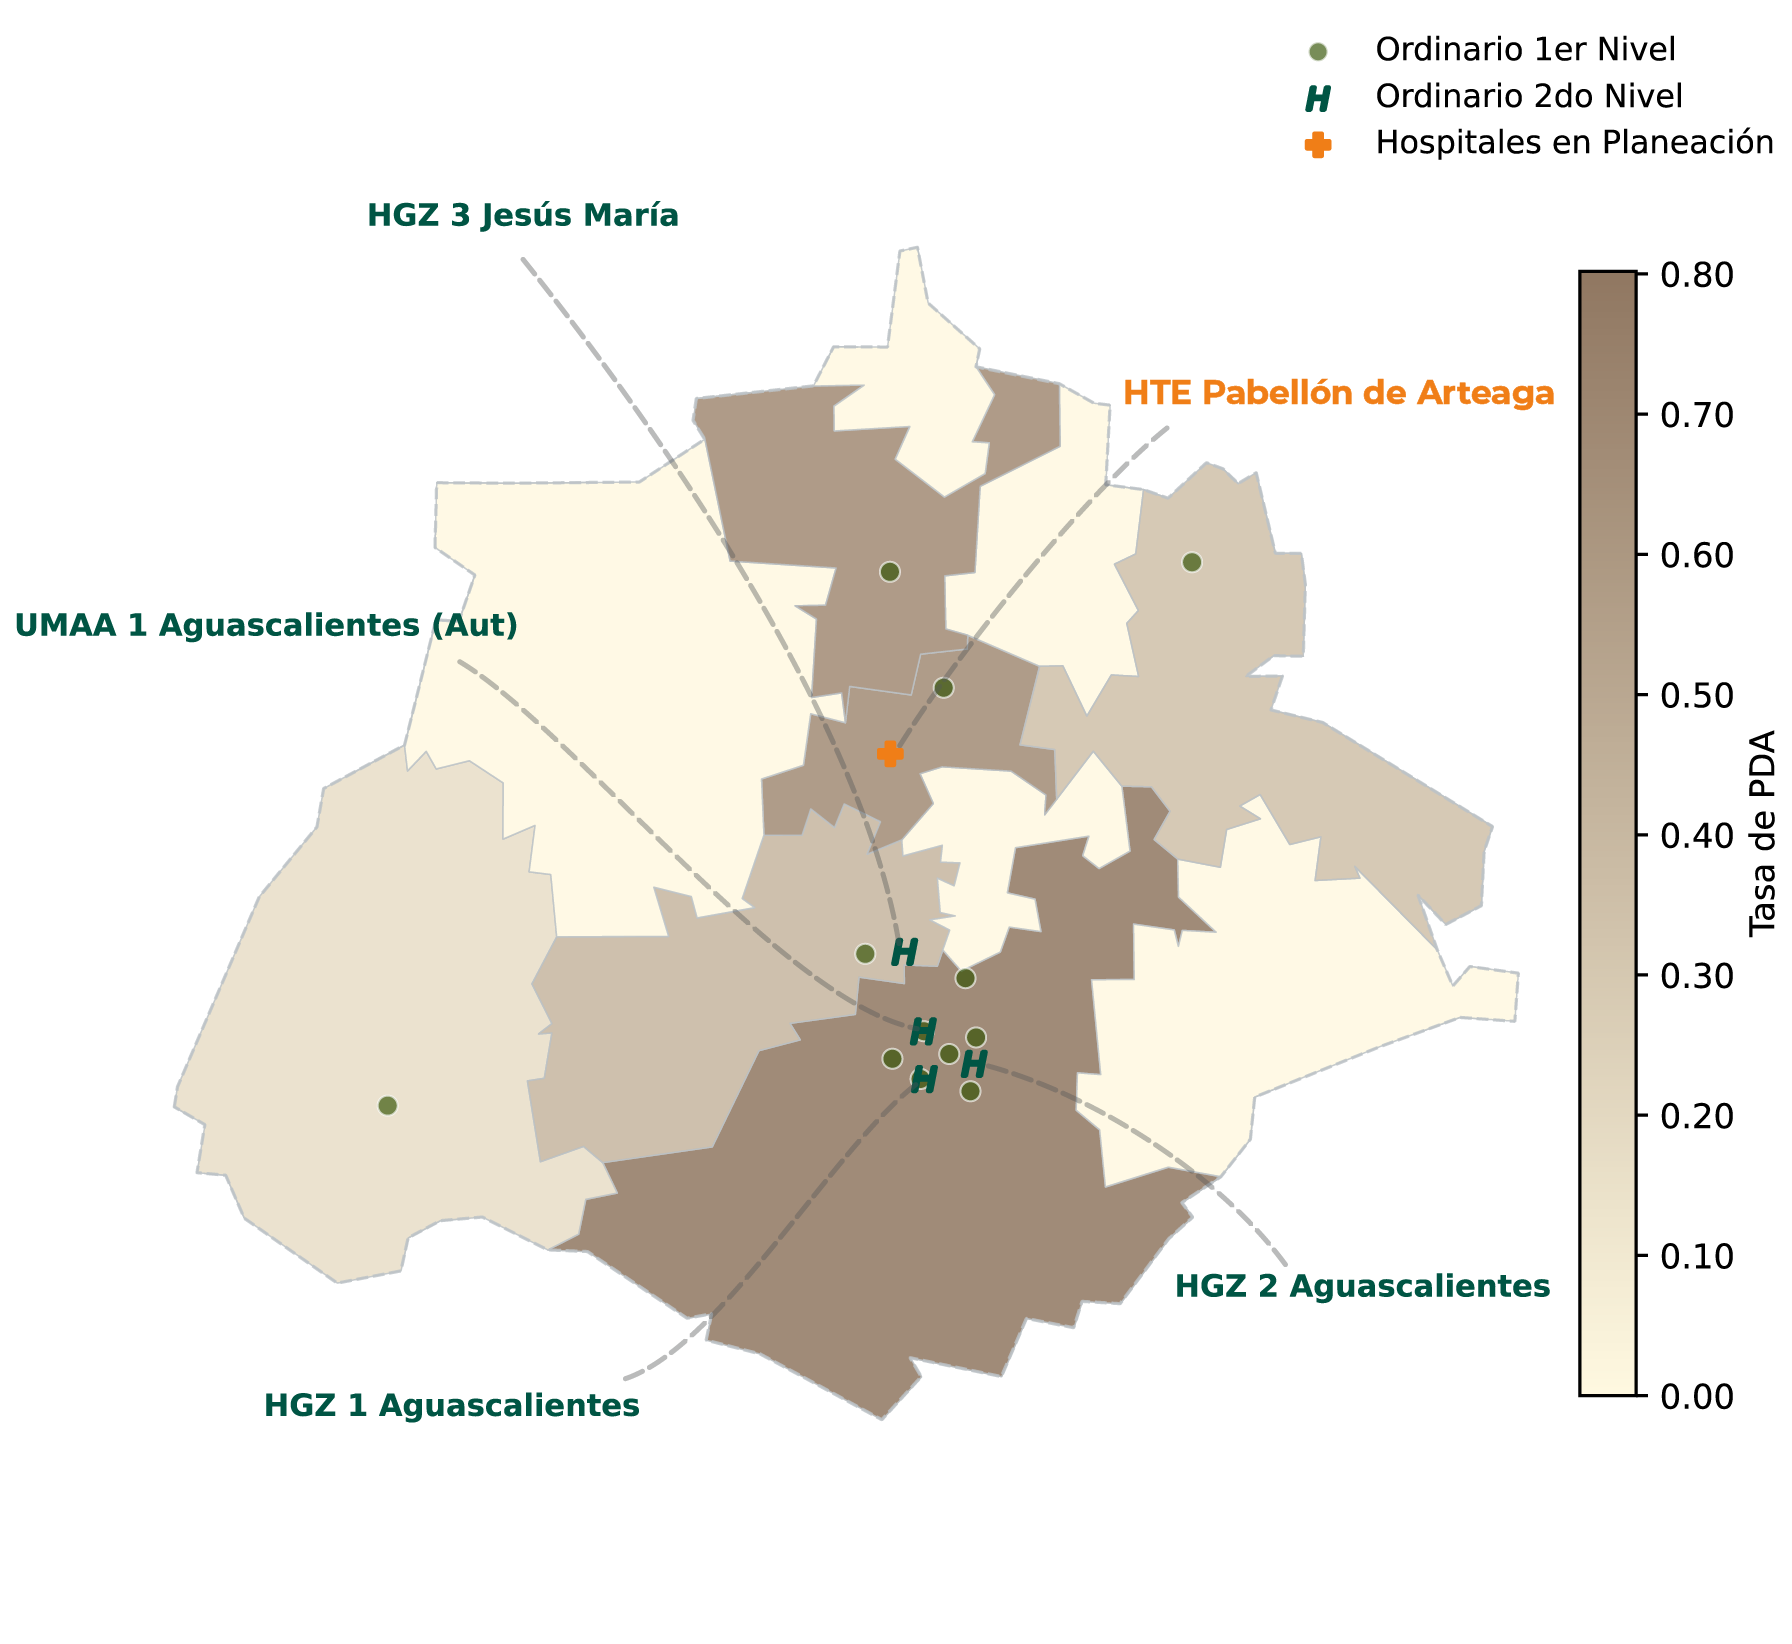 Ordinario 1er Nivel
H Ordinario 2do Nivel
Hospitales en Planeación
HGZ 3 Jesús María
HTE Pabellón de Arteaga
UMAA 1 Aguascalientes (Aut)
H
H
H
H
HGZ 2 Aguascalientes
HGZ 1 Aguascalientes
0.80
0.70
0.60
0.50
0.40
0.30
0.20
0.10
0.00
Tasa de PDA